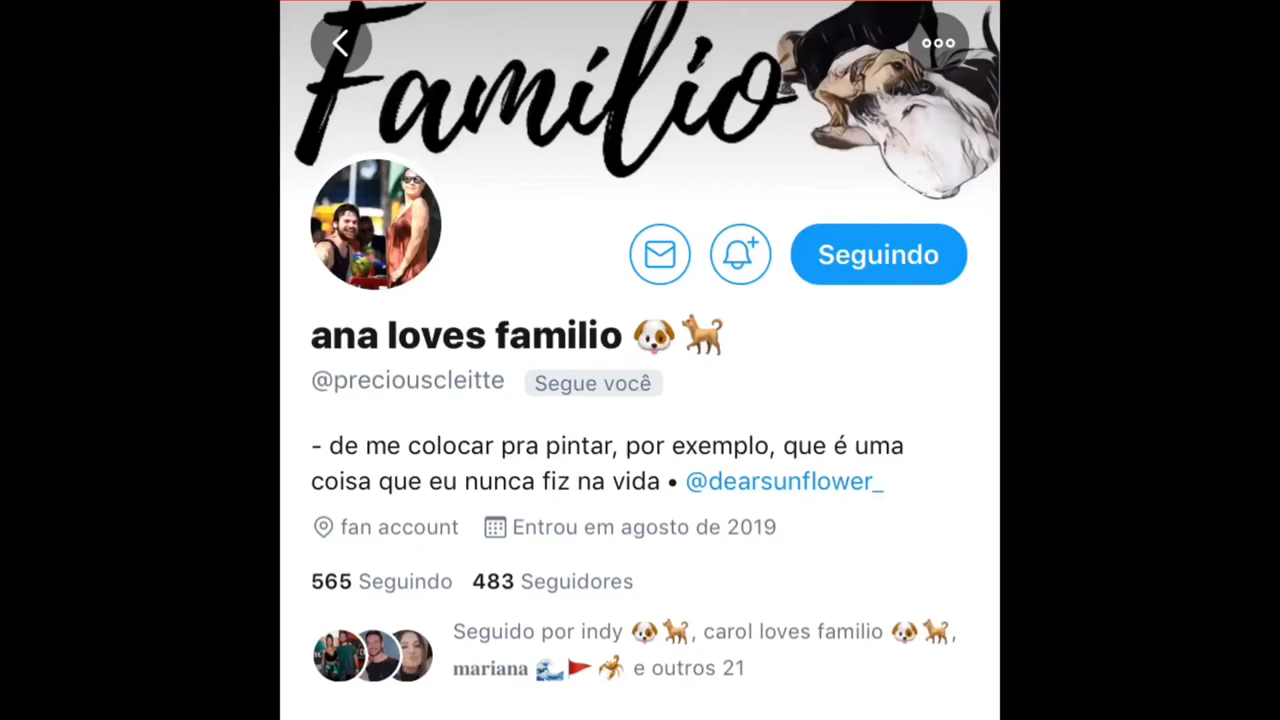 Famílio
Seguindo
ana loves familio 🐶🐕
@preciouscleitte Segue você
- de me colocar pra pintar, por exemplo, que é uma
coisa que eu nunca fiz na vida • @dearsunflower_
fan account Entrou em agosto de 2019
565 Seguindo 483 Seguidores
Seguido por indy 🐶🐕, carol loves familio 🐶🐕,
mariana 🌊🚩🦂 e outros 21